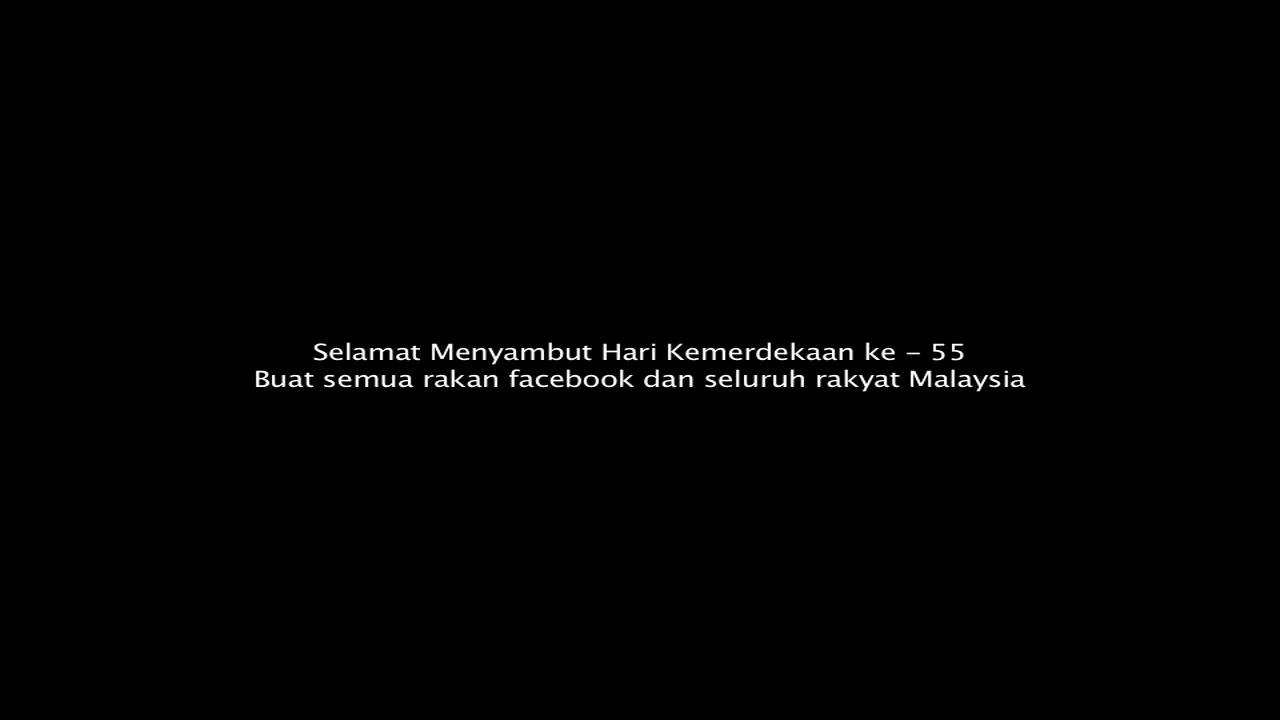 Selamat Menyambut Hari Kemerdekaan ke – 55
Buat semua rakan facebook dan seluruh rakyat Malaysia